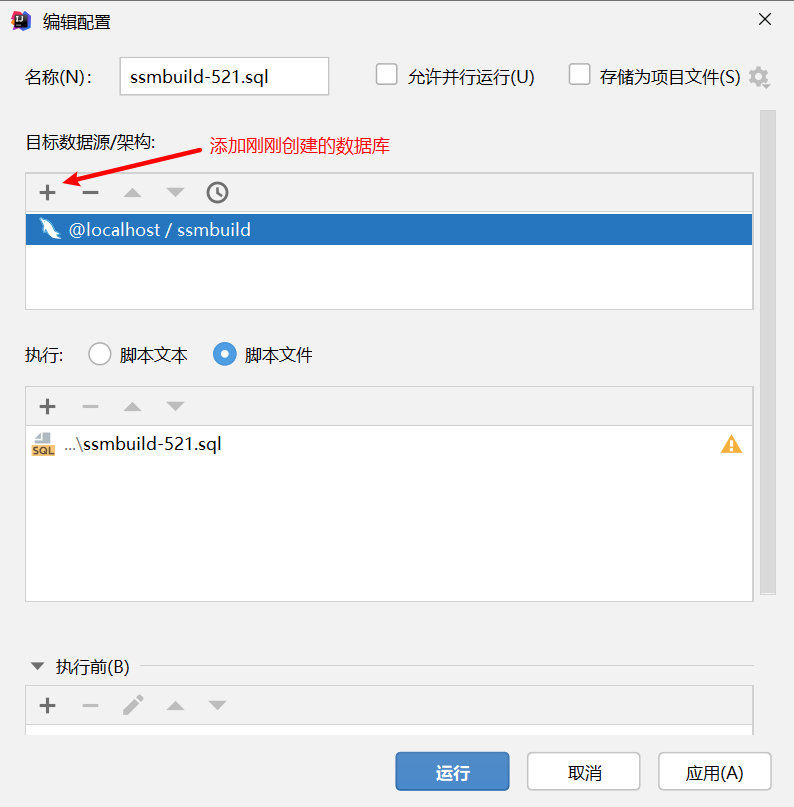 编辑配置
名称(N): ssmbuild-521.sql 允许并行运行(U) 存储为项目文件(S)
目标数据源/架构:
添加刚刚创建的数据库
@localhost / ssmbuild
执行: 脚本文本 脚本文件
SQL ...\ssmbuild-521.sql
执行前(B)
运行 取消 应用(A)